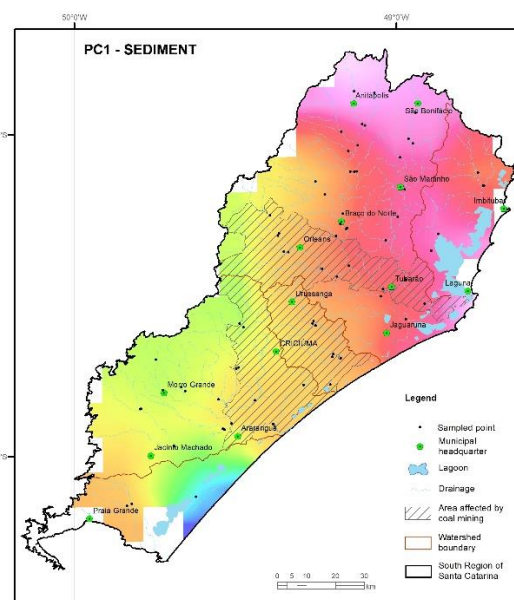 50°0'W
49°0'W
PC1 - SEDIMENT
Anitápolis
São Bonifácio
São Martinho
Imbituba
Braço do Norte
Orleans
Tubarão
Laguna
Urussanga
Jaguaruna
CRICIÚMA
Morro Grande
Araranguá
Jacinto Machado
Praia Grande
Legend
Sampled point
Municipal
headquarter
Lagoon
Drainage
Area affected by
coal mining
Watershed
boundary
South Region of
Santa Catarina
0 5 10 20 30
km